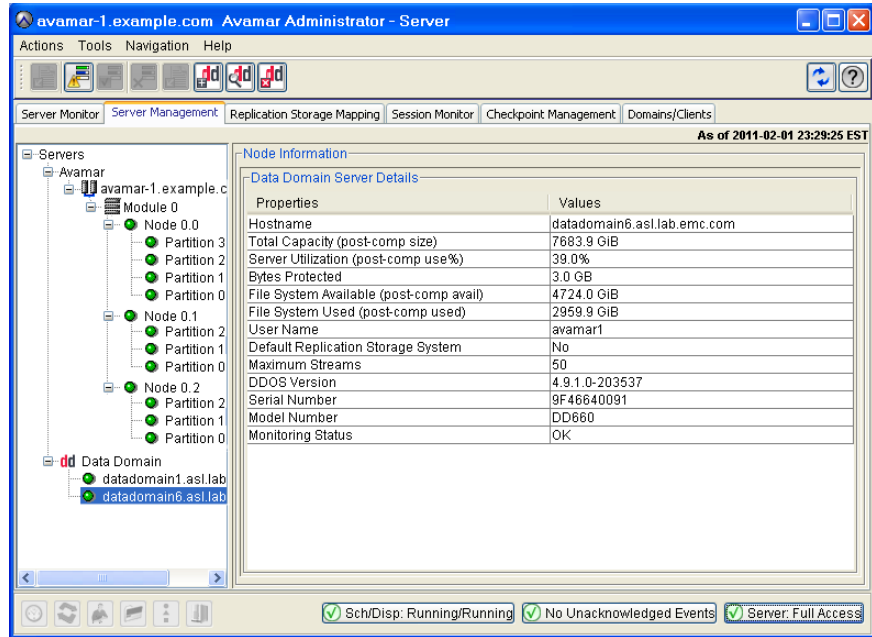 avamar-1.example.com Avamar Administrator - Server
Actions Tools Navigation Help
dd dd dd
Server Monitor Server Management Replication Storage Mapping Session Monitor Checkpoint Management Domains/Clients
As of 2011-02-01 23:29:25 EST
Servers
Avamar
avamar-1.example.c
Module 0
Node 0.0
Partition 3
Partition 2
Partition 1
Partition 0
Node 0.1
Partition 2
Partition 1
Partition 0
Node 0.2
Partition 2
Partition 1
Partition 0
dd Data Domain
datadomain1.asl.lab
datadomain6.asl.lab
Node Information
Data Domain Server Details
Properties Values
Hostname datadomain6.asl.lab.emc.com
Total Capacity (post-comp size) 7683.9 GiB
Server Utilization (post-comp use%) 39.0%
Bytes Protected 3.0 GB
File System Available (post-comp avail) 4724.0 GiB
File System Used (post-comp used) 2959.9 GiB
User Name avamar1
Default Replication Storage System No
Maximum Streams 50
DDOS Version 4.9.1.0-203537
Serial Number 9F46640091
Model Number DD660
Monitoring Status OK
Sch/Disp: Running/Running No Unacknowledged Events Server: Full Access